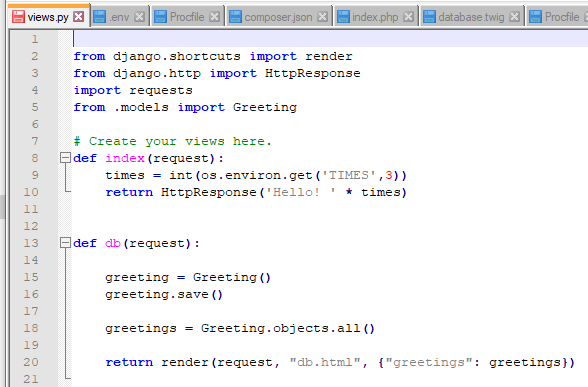 views.py .env Procfile composer.json index.php database.twig Procfile
1
2 from django.shortcuts import render
3 from django.http import HttpResponse
4 import requests
5 from .models import Greeting
6
7 # Create your views here.
8 def index(request):
9     times = int(os.environ.get('TIMES',3))
10     return HttpResponse('Hello! ' * times)
11
12
13 def db(request):
14
15     greeting = Greeting()
16     greeting.save()
17
18     greetings = Greeting.objects.all()
19
20     return render(request, "db.html", {"greetings": greetings})
21